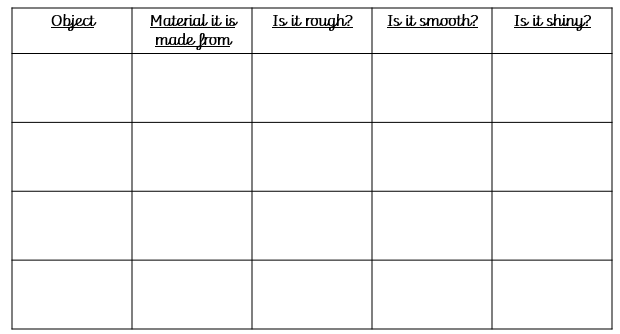 Object
Material it is
made from
Is it rough?
Is it smooth?
Is it shiny?